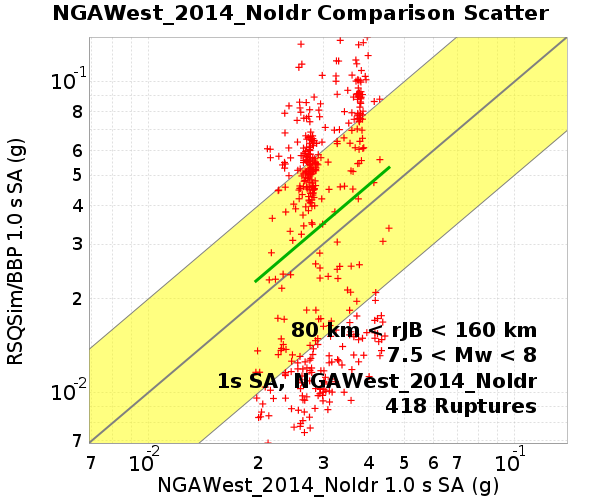 NGAWest_2014_NoIdr Comparison Scatter
RSQSim/BBP 1.0 s SA (g)
10⁻¹
8
6
5
4
3
2
10⁻²
7
80 km < rJB < 160 km
7.5 < Mw < 8
1s SA, NGAWest_2014_NoIdr
418 Ruptures
7 10⁻² 2 3 4 5 6 7 8 10⁻¹
NGAWest_2014_NoIdr 1.0 s SA (g)